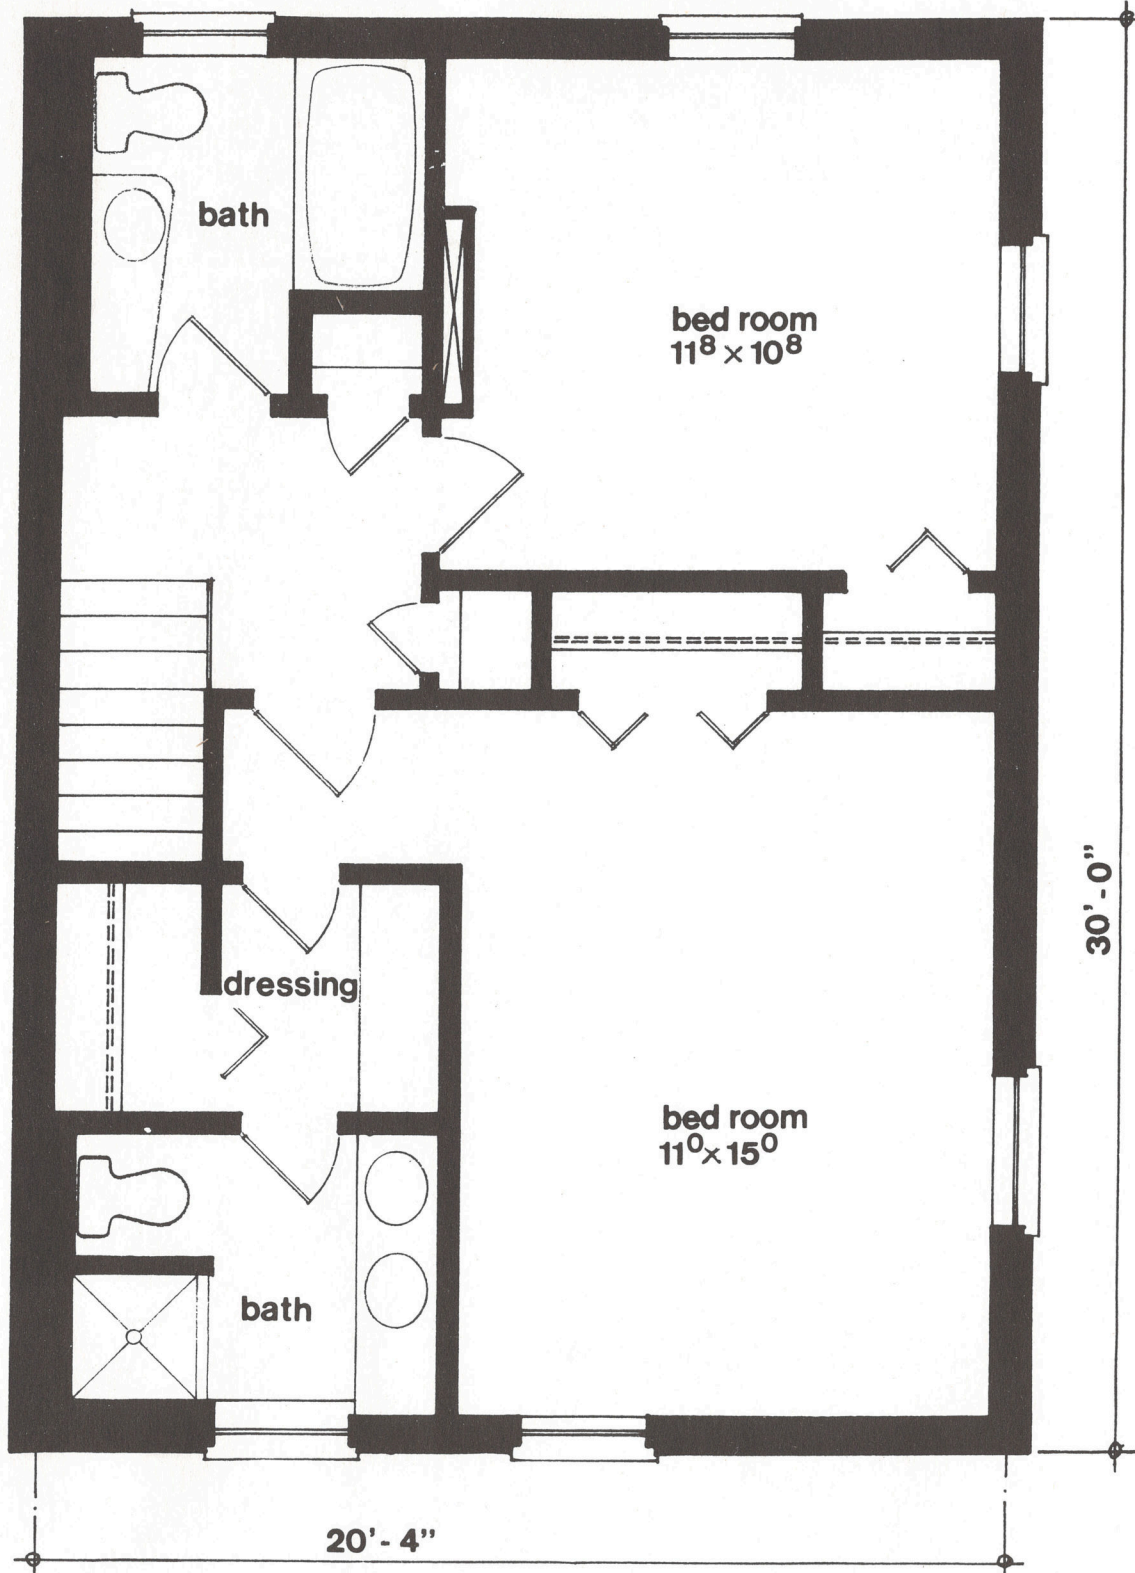 bath
bed room
11⁸ × 10⁸
dressing
bed room
11⁰ × 15⁰
bath
30'-0"
20'-4"